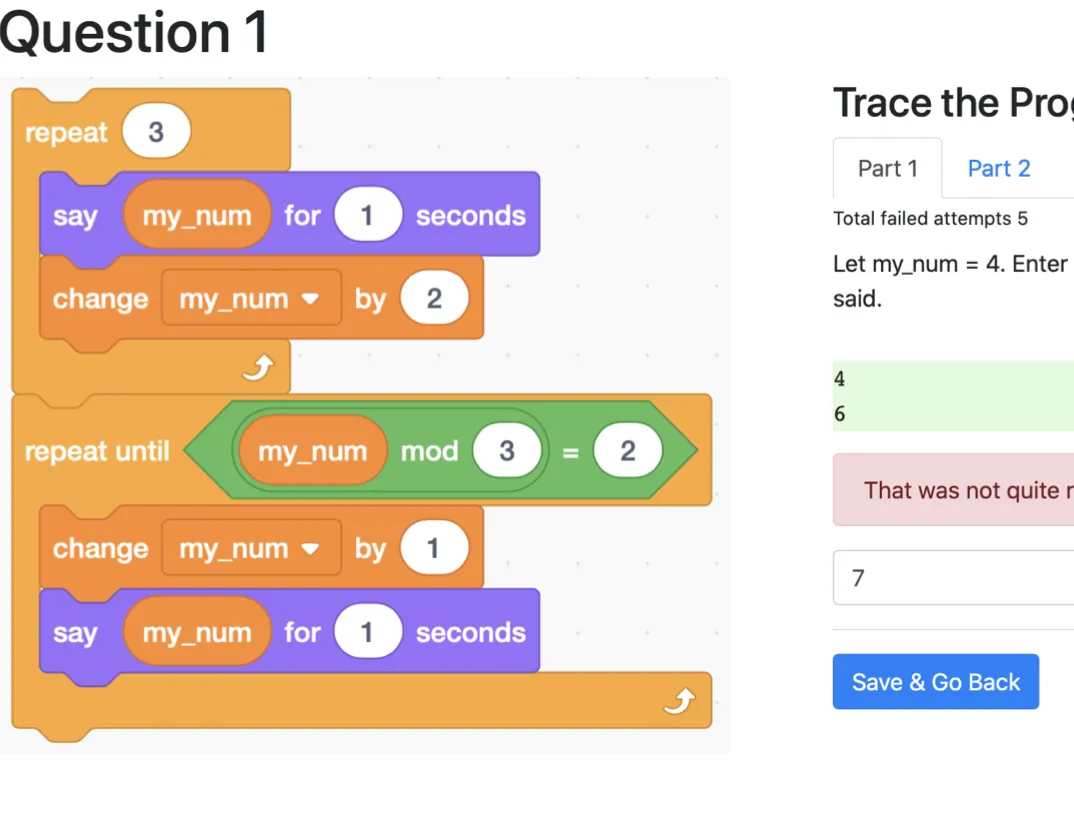 Question 1
repeat 3
say my_num for 1 seconds
change my_num by 2
repeat until my_num mod 3 = 2
change my_num by 1
say my_num for 1 seconds
Trace the Prog
Part 1 Part 2
Total failed attempts 5
Let my_num = 4. Enter
said.
4
6
That was not quite r
7
Save & Go Back